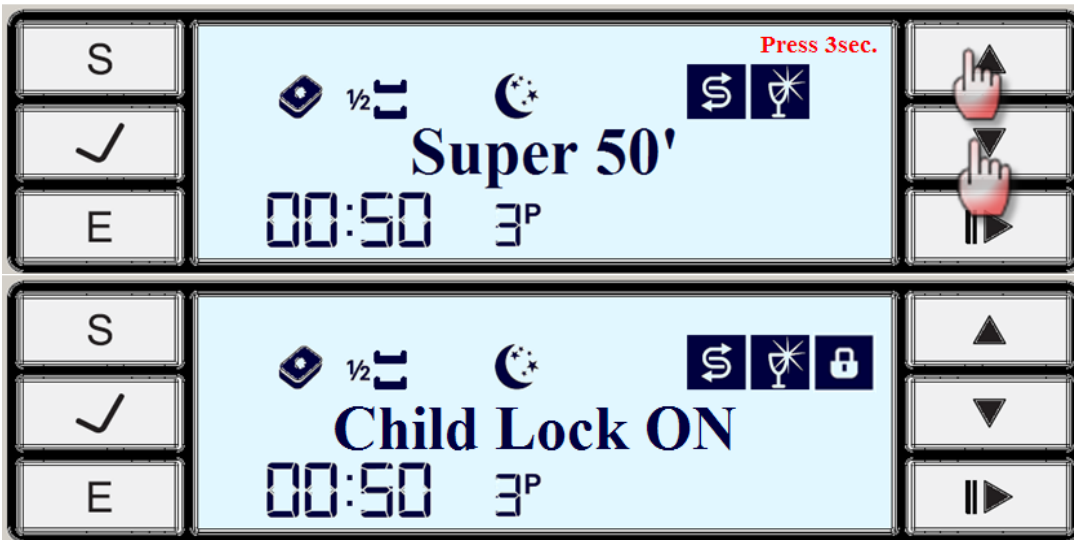 S
Press 3sec.
1/2
Super 50'
E
00:50 3P
S
1/2
Child Lock ON
E
00:50 3P